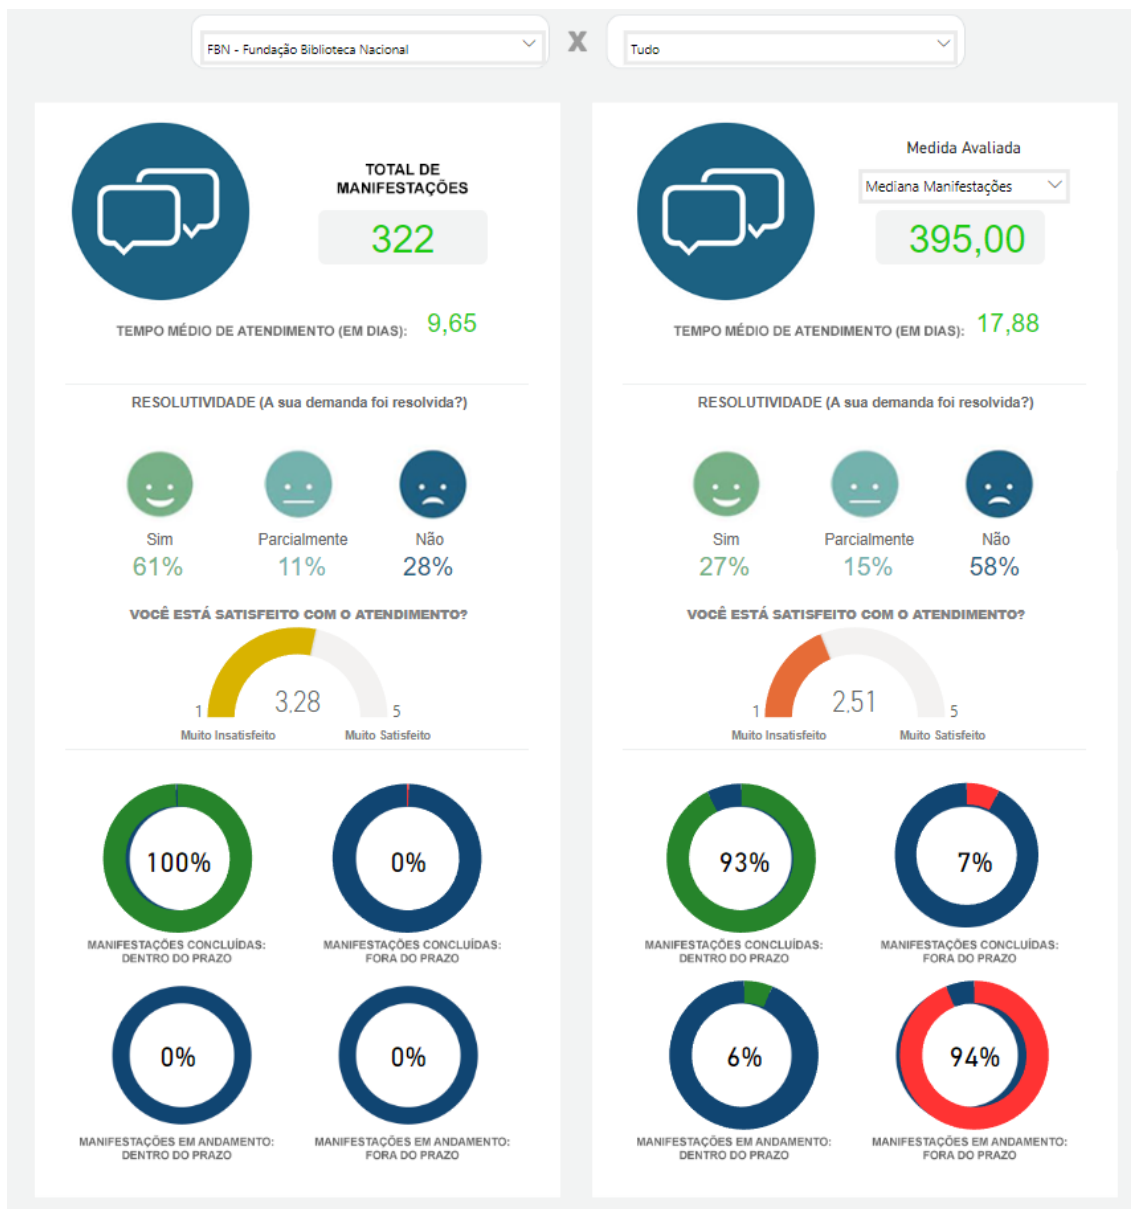 FBN - Fundação Biblioteca Nacional
X
Tudo
TOTAL DE
MANIFESTAÇÕES
322
TEMPO MÉDIO DE ATENDIMENTO (EM DIAS): 9,65
RESOLUTIVIDADE (A sua demanda foi resolvida?)
Sim Parcialmente Não
61% 11% 28%
VOCÊ ESTÁ SATISFEITO COM O ATENDIMENTO?
3,28
1 5
Muito Insatisfeito Muito Satisfeito
100% 0%
MANIFESTAÇÕES CONCLUÍDAS: MANIFESTAÇÕES CONCLUÍDAS:
DENTRO DO PRAZO FORA DO PRAZO
0% 0%
MANIFESTAÇÕES EM ANDAMENTO: MANIFESTAÇÕES EM ANDAMENTO:
DENTRO DO PRAZO FORA DO PRAZO
Medida Avaliada
Mediana Manifestações
395,00
TEMPO MÉDIO DE ATENDIMENTO (EM DIAS): 17,88
RESOLUTIVIDADE (A sua demanda foi resolvida?)
Sim Parcialmente Não
27% 15% 58%
VOCÊ ESTÁ SATISFEITO COM O ATENDIMENTO?
2,51
1 5
Muito Insatisfeito Muito Satisfeito
93% 7%
MANIFESTAÇÕES CONCLUÍDAS: MANIFESTAÇÕES CONCLUÍDAS:
DENTRO DO PRAZO FORA DO PRAZO
6% 94%
MANIFESTAÇÕES EM ANDAMENTO: MANIFESTAÇÕES EM ANDAMENTO:
DENTRO DO PRAZO FORA DO PRAZO